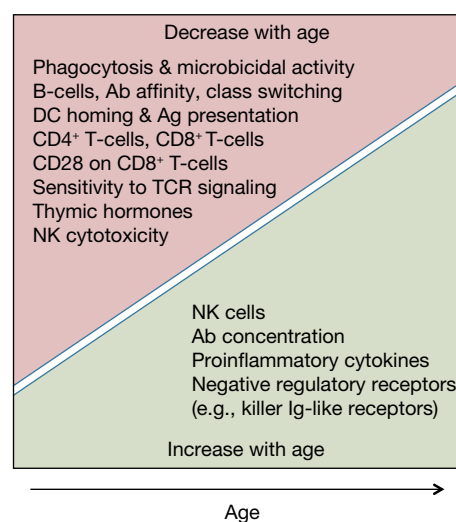 Decrease with age
Phagocytosis & microbicidal activity
B-cells, Ab affinity, class switching
DC homing & Ag presentation
CD4⁺ T-cells, CD8⁺ T-cells
CD28 on CD8⁺ T-cells
Sensitivity to TCR signaling
Thymic hormones
NK cytotoxicity
NK cells
Ab concentration
Proinflammatory cytokines
Negative regulatory receptors
(e.g., killer Ig-like receptors)
Increase with age
Age